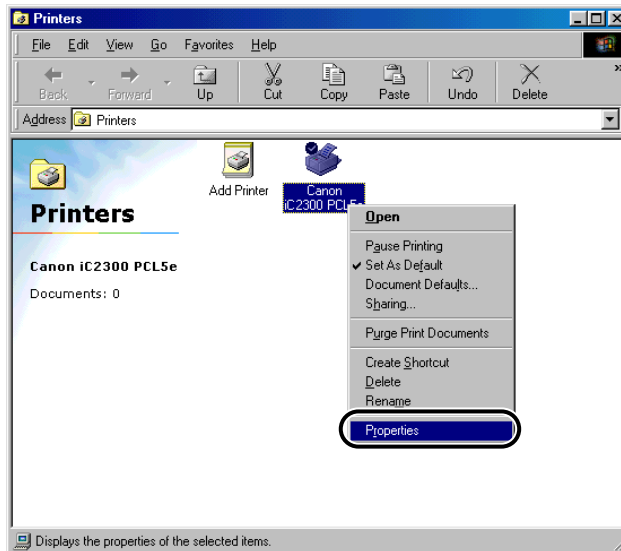 Printers
File Edit View Go Favorites Help
Back Forward Up Cut Copy Paste Undo Delete »
Address Printers
Add Printer
Canon
iC2300 PCL5e
Printers
Canon iC2300 PCL5e
Documents: 0
Open
Pause Printing
Set As Default
Document Defaults...
Sharing...
Purge Print Documents
Create Shortcut
Delete
Rename
Properties
Displays the properties of the selected items.